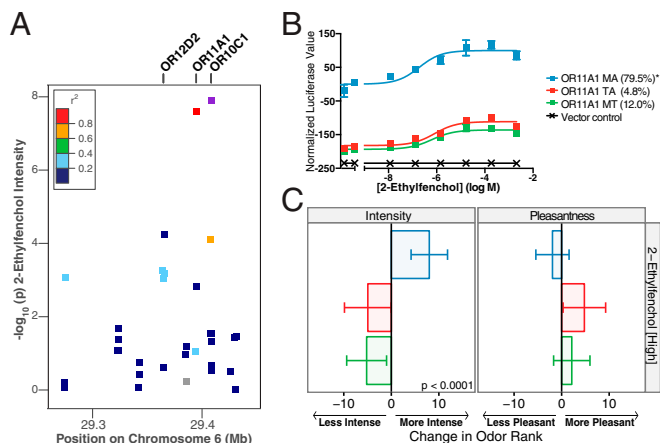 A
OR12D2
OR11A1
OR10C1
8
6
4
2
0
r²
0.8
0.6
0.4
0.2
-log₁₀ (p) 2-Ethylfenchol Intensity
29.3
29.4
Position on Chromosome 6 (Mb)
B
Normalized Luciferase Value
150
50
-50
-150
-250
-8
-6
-4
-2
[2-Ethylfenchol] (log M)
OR11A1 MA (79.5%)*
OR11A1 TA (4.8%)
OR11A1 MT (12.0%)
Vector control
C
Intensity
Pleasantness
2-Ethylfenchol [High]
p < 0.0001
-10 0 10
-10 0 10
Less Intense More Intense
Less Pleasant More Pleasant
Change in Odor Rank